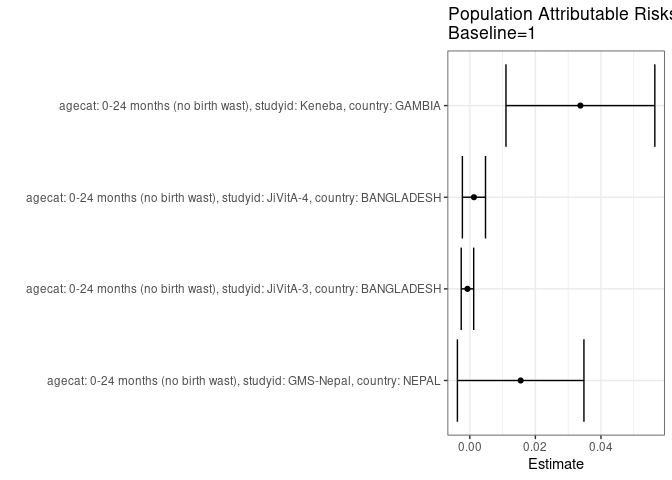 Population Attributable Risks
Baseline=1
agecat: 0-24 months (no birth wast), studyid: Keneba, country: GAMBIA
agecat: 0-24 months (no birth wast), studyid: JiVitA-4, country: BANGLADESH
agecat: 0-24 months (no birth wast), studyid: JiVitA-3, country: BANGLADESH
agecat: 0-24 months (no birth wast), studyid: GMS-Nepal, country: NEPAL
0.00 0.02 0.04
Estimate